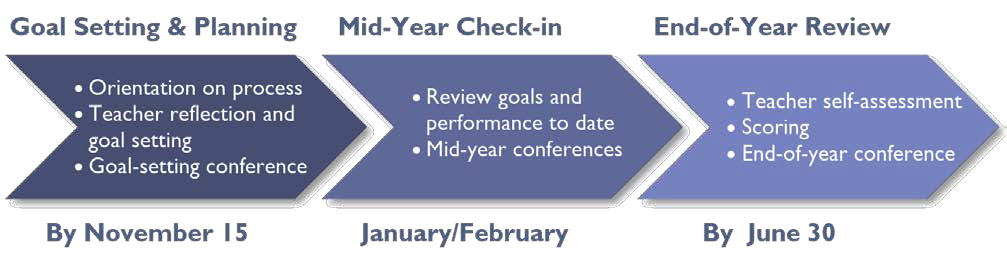 Goal Setting & Planning
• Orientation on process
• Teacher reflection and
goal setting
• Goal-setting conference
By November 15
Mid-Year Check-in
• Review goals and
performance to date
• Mid-year conferences
January/February
End-of-Year Review
• Teacher self-assessment
• Scoring
• End-of-year conference
By June 30